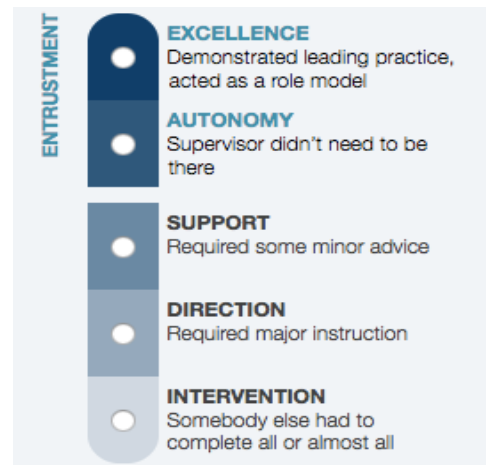 ENTRUSTMENT
EXCELLENCE
Demonstrated leading practice,
acted as a role model
AUTONOMY
Supervisor didn't need to be
there
SUPPORT
Required some minor advice
DIRECTION
Required major instruction
INTERVENTION
Somebody else had to
complete all or almost all